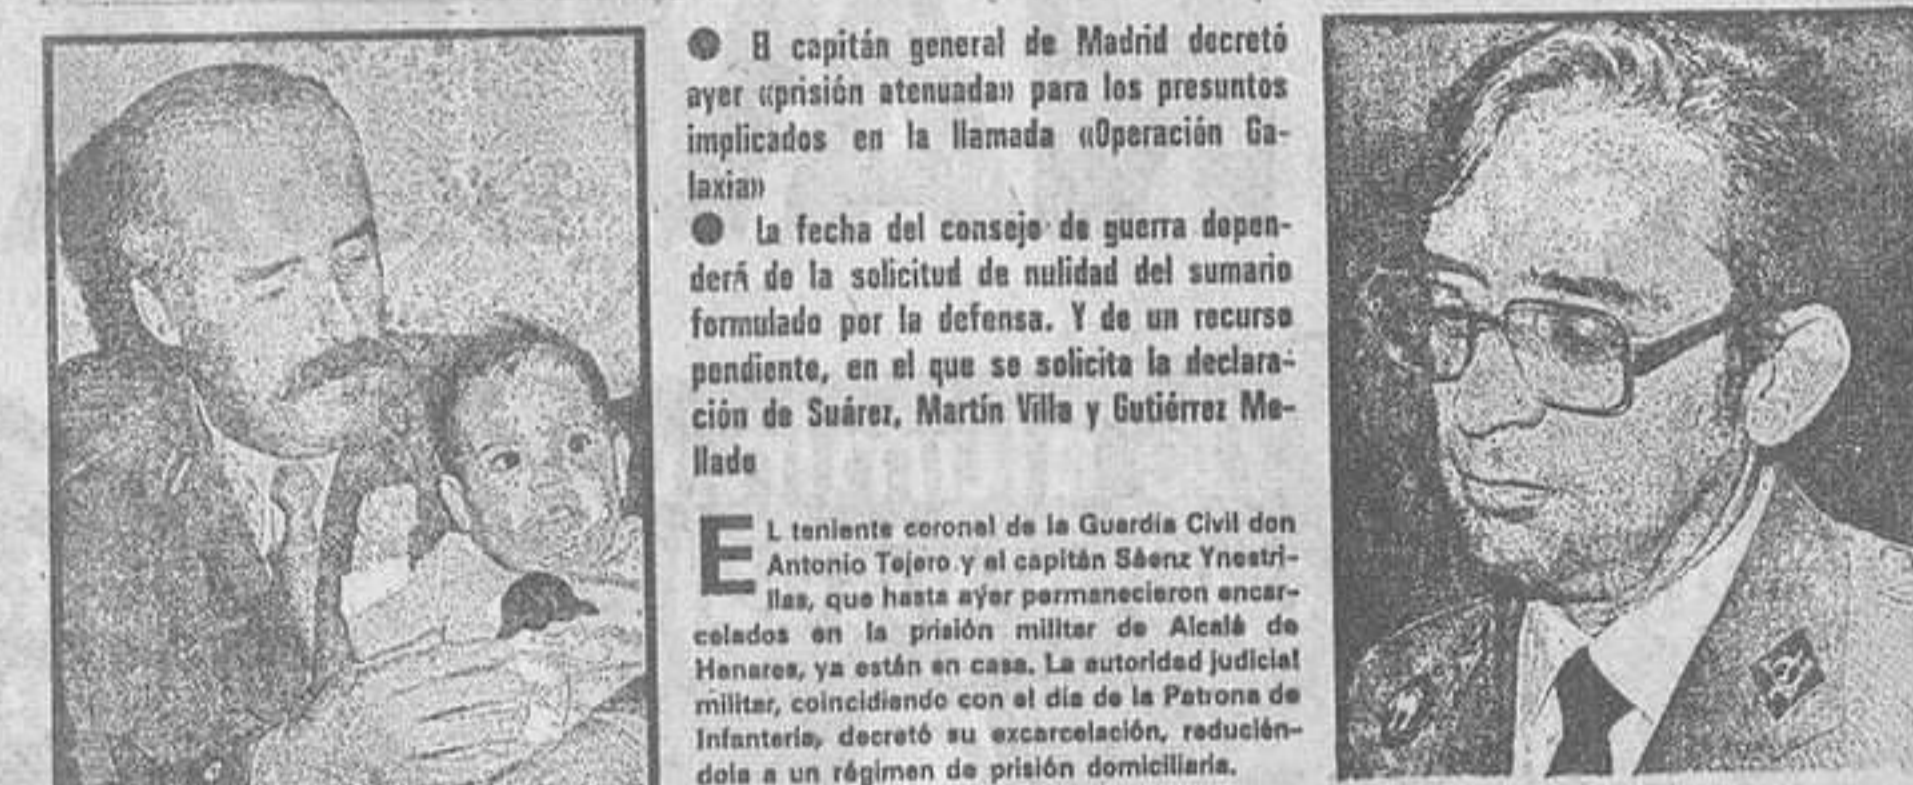 ● El capitán general de Madrid decretó
ayer «prisión atenuada» para los presuntos
implicados en la llamada «Operación Ga-
laxia»
● La fecha del consejo de guerra depen-
derá de la solicitud de nulidad del sumario
formulado por la defensa. Y de un recurso
pendiente, en el que se solicita la declara-
ción de Suárez, Martín Villa y Gutiérrez Me-
llado
EL teniente coronel de la Guardia Civil don
Antonio Tejero y el capitán Sáenz Ynestri-
llas, que hasta ayer permanecieron encar-
celados en la prisión militar de Alcalá de
Henares, ya están en casa. La autoridad judicial
militar, coincidiendo con el día de la Patrona de
Infantería, decretó su excarcelación, reducién-
dola a un régimen de prisión domiciliaria.